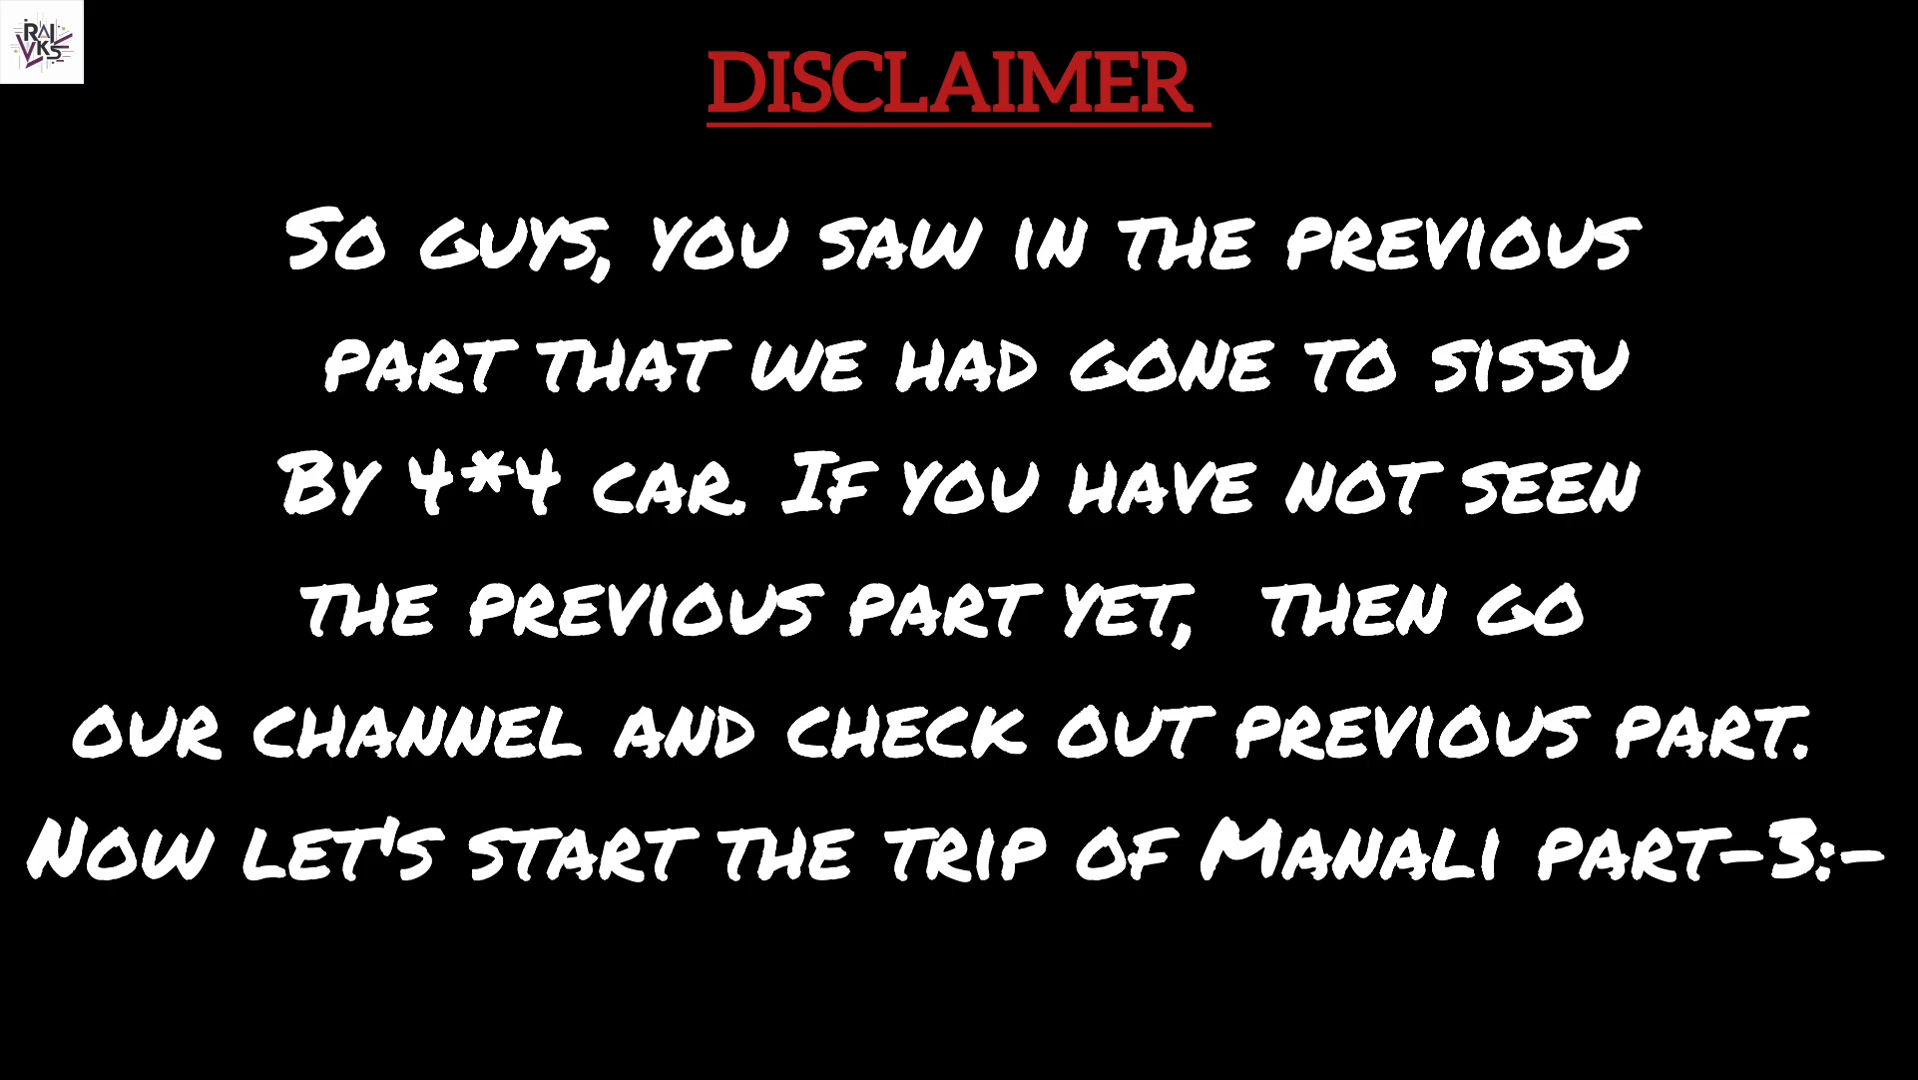 RAJ
VKS
DISCLAIMER
So guys, you saw in the previous
part that we had gone to sissu
By 4*4 car. If you have not seen
the previous part yet, then go
our channel and check out previous part.
Now let's start the trip of Manali part-3:-